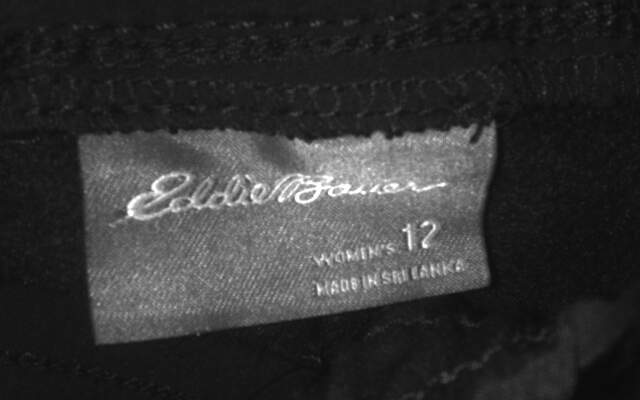 Eddie Bauer
WOMEN'S 12
MADE IN SRI LANKA